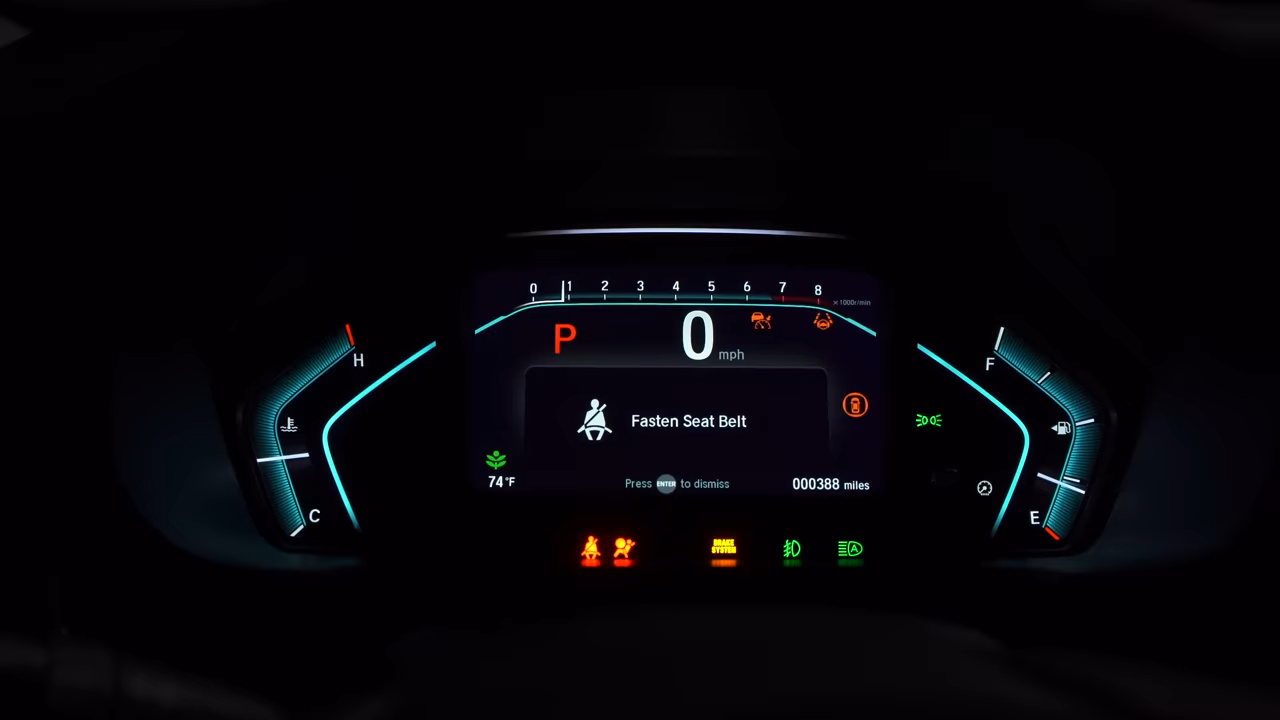 0 1 2 3 4 5 6 7 8
×1000r/min
P 0 mph
H
F
Fasten Seat Belt
C
E
74°F
Press ENTER to dismiss
000388 miles
BRAKE
SYSTEM
A